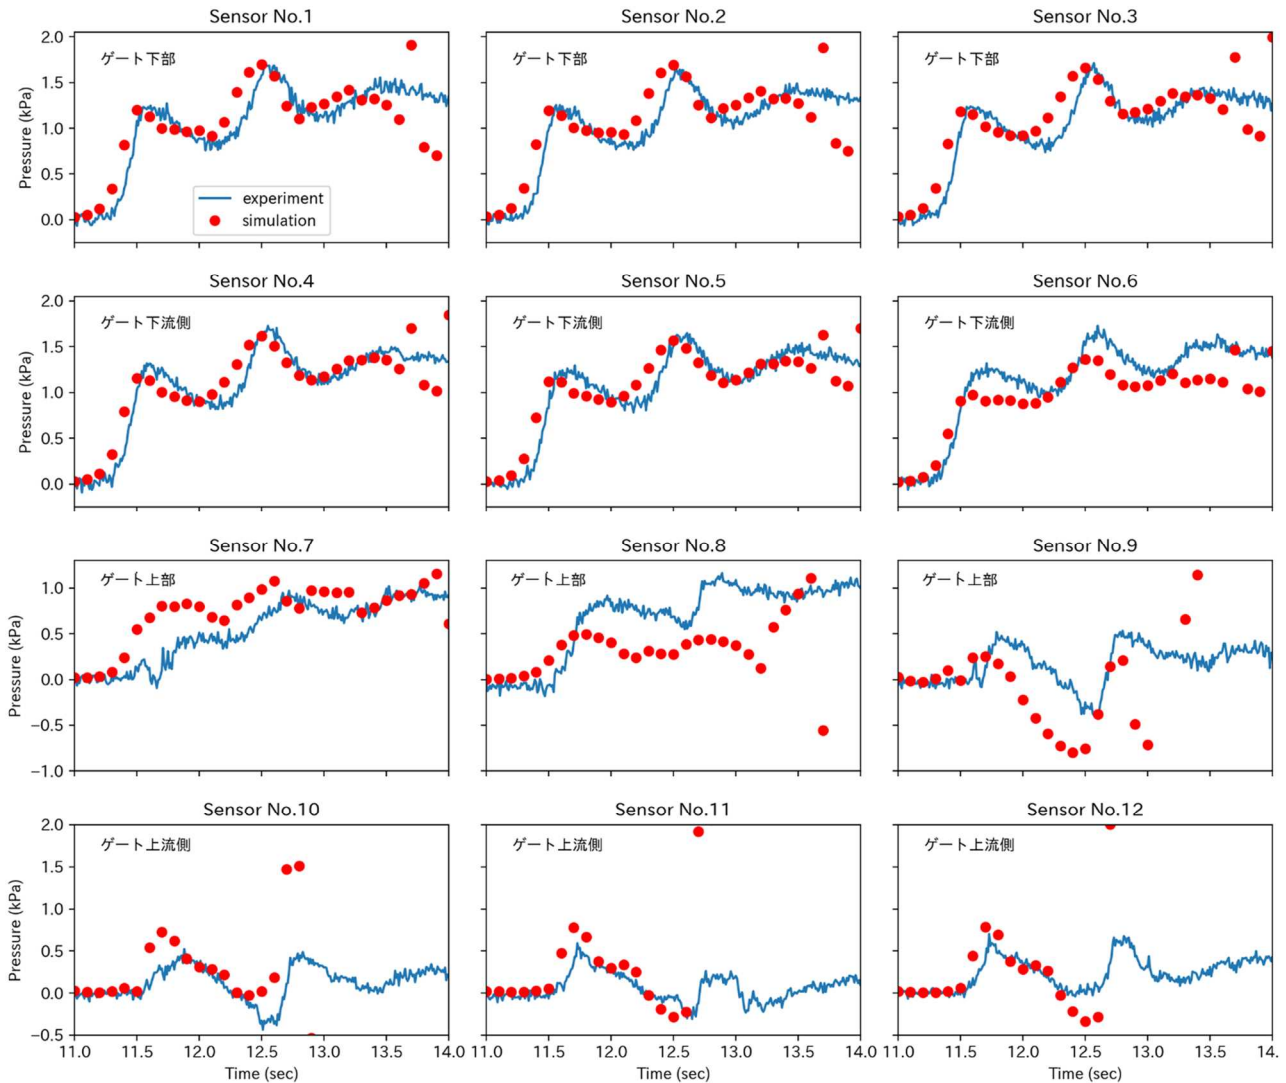 Sensor No.1
Sensor No.2
Sensor No.3
ゲート下部
ゲート下部
ゲート下部
2.0
1.5
1.0
0.5
0.0
Pressure (kPa)
experiment
simulation
Sensor No.4
Sensor No.5
Sensor No.6
ゲート下流側
ゲート下流側
ゲート下流側
2.0
1.5
1.0
0.5
0.0
Pressure (kPa)
Sensor No.7
Sensor No.8
Sensor No.9
ゲート上部
ゲート上部
ゲート上部
1.0
0.5
0.0
−0.5
−1.0
Pressure (kPa)
Sensor No.10
Sensor No.11
Sensor No.12
ゲート上流側
ゲート上流側
ゲート上流側
2.0
1.5
1.0
0.5
0.0
−0.5
Pressure (kPa)
11.0 11.5 12.0 12.5 13.0 13.5 14.0
11.0 11.5 12.0 12.5 13.0 13.5 14.0
11.0 11.5 12.0 12.5 13.0 13.5 14.
Time (sec)
Time (sec)
Time (sec)